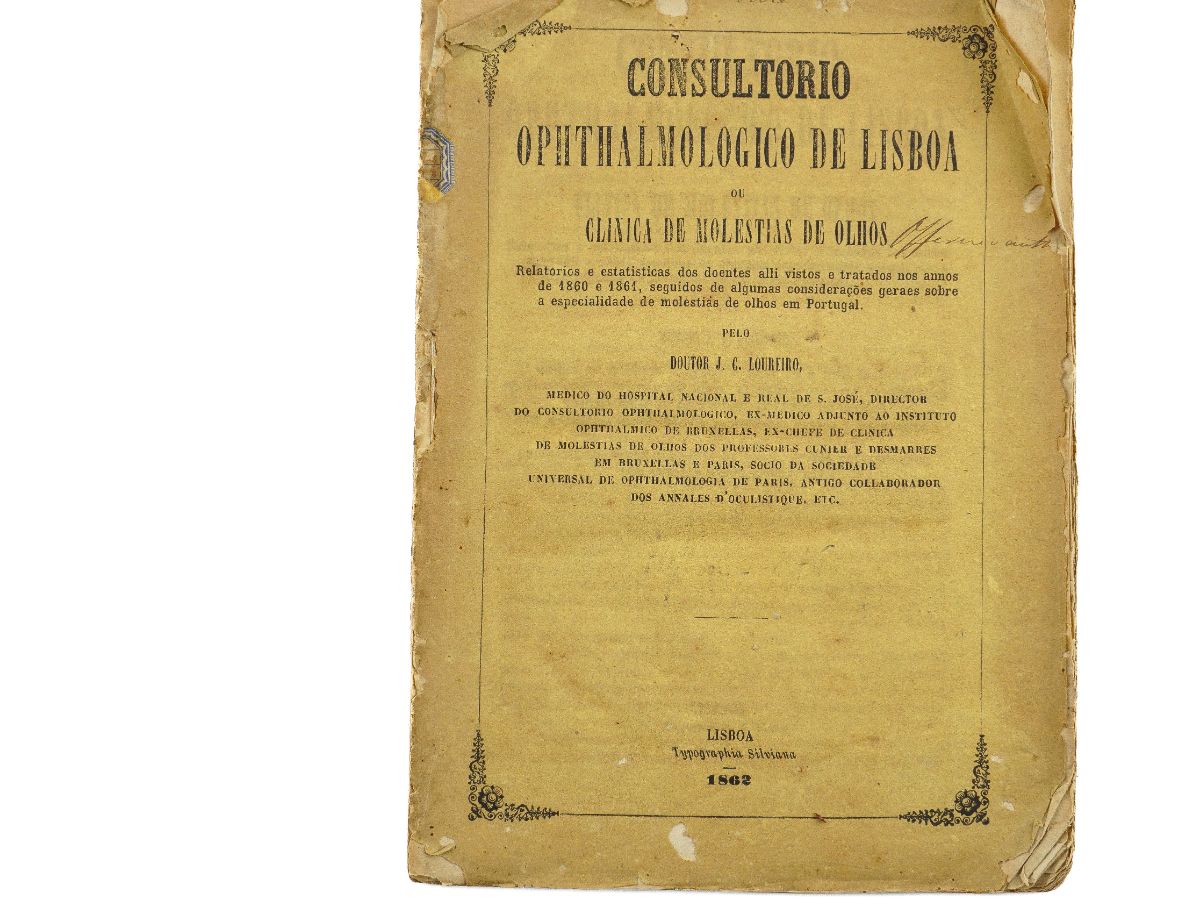 CONSULTORIO
OPHTHALMOLOGICO DE LISBOA
OU
CLINICA DE MOLESTIAS DE OLHOS
Relatorios e estatisticas dos doentes alli vistos e tratados nos annos
de 1860 e 1861, seguidos de algumas considerações geraes sobre
a especialidade de molestias de olhos em Portugal.
PELO
DOUTOR J. C. LOUREIRO,
MEDICO DO HOSPITAL NACIONAL E REAL DE S. JOSÉ, DIRECTOR
DO CONSULTORIO OPHTHALMOLOGICO, EX-MEDICO ADJUNTO AO INSTITUTO
OPHTHALMICO DE BRUXELLAS, EX-CHEFE DE CLINICA
DE MOLESTIAS DE OLHOS DOS PROFESSORES CUNIER E DESMARRES
EM BRUXELLAS E PARIS, SOCIO DA SOCIEDADE
UNIVERSAL DE OPHTHALMOLOGIA DE PARIS, ANTIGO COLLABORADOR
DOS ANNALES D'OCULISTIQUE, ETC.
LISBOA
Typographia Silviana
1862